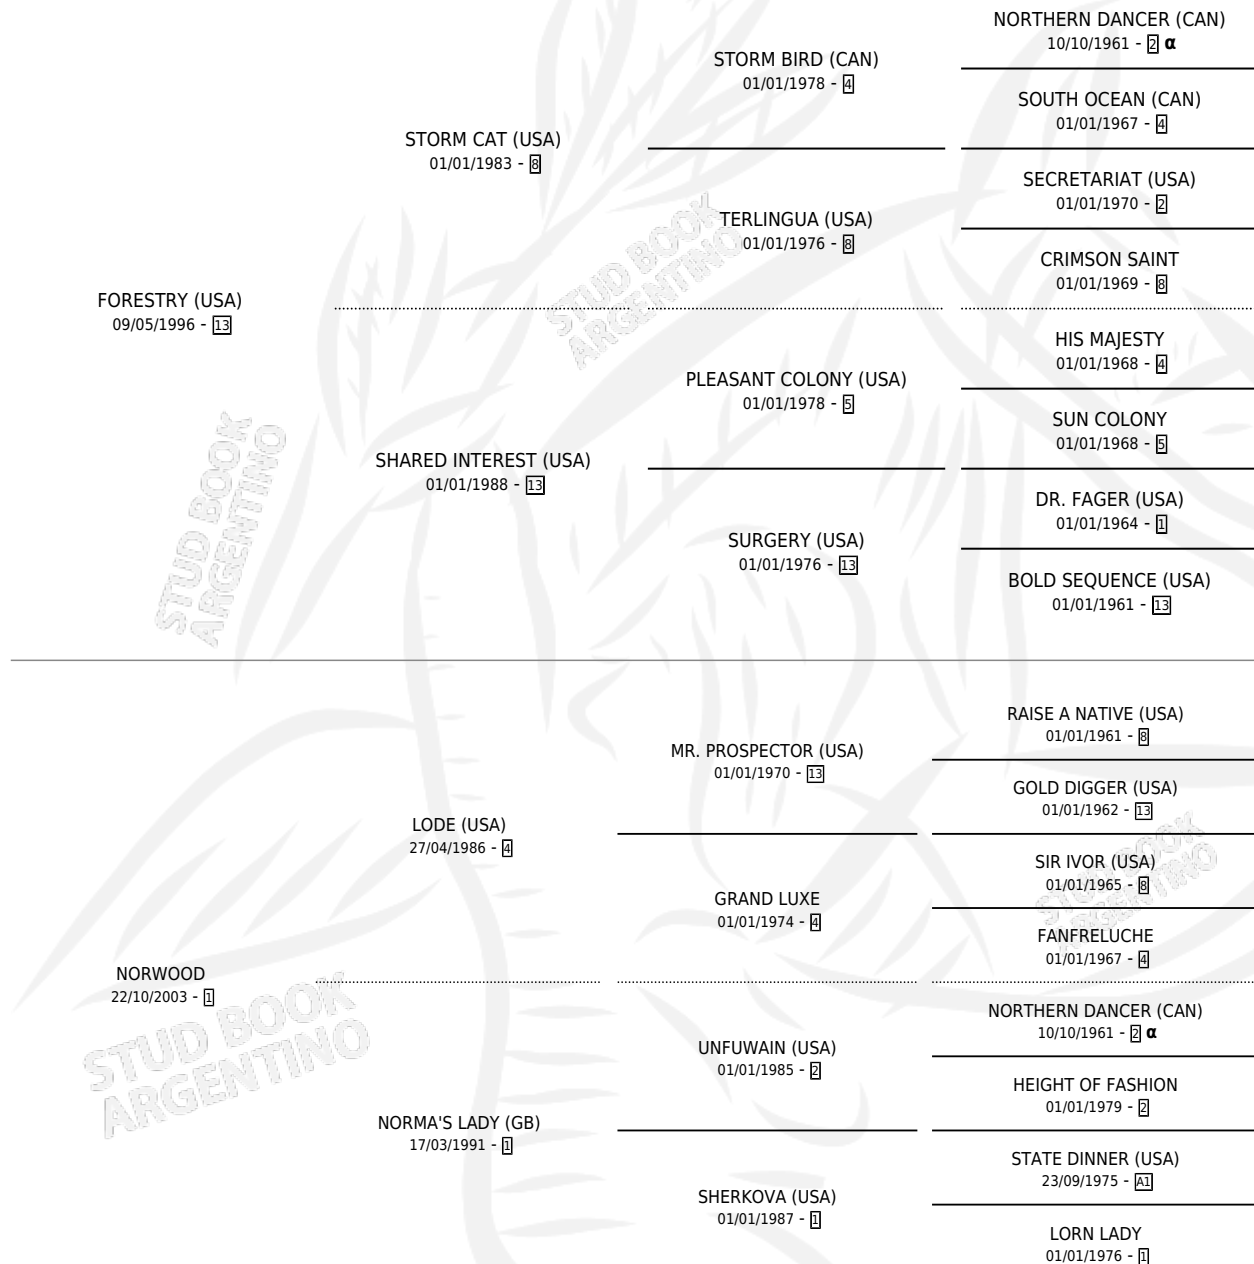 NORTHERN DANCER (CAN)
10/10/1961 - 2 α
STORM BIRD (CAN)
01/01/1978 - 4
SOUTH OCEAN (CAN)
01/01/1967 - 4
STORM CAT (USA)
01/01/1983 - 8
SECRETARIAT (USA)
01/01/1970 - 2
TERLINGUA (USA)
01/01/1976 - 8
CRIMSON SAINT
01/01/1969 - 8
FORESTRY (USA)
09/05/1996 - 13
HIS MAJESTY
01/01/1968 - 4
PLEASANT COLONY (USA)
01/01/1978 - 5
SUN COLONY
01/01/1968 - 5
SHARED INTEREST (USA)
01/01/1988 - 13
DR. FAGER (USA)
01/01/1964 - 1
SURGERY (USA)
01/01/1976 - 13
BOLD SEQUENCE (USA)
01/01/1961 - 13
STUD BOOK
ARGENTINO
STUD BOOK
ARGENTINO
RAISE A NATIVE (USA)
01/01/1961 - 8
MR. PROSPECTOR (USA)
01/01/1970 - 13
GOLD DIGGER (USA)
01/01/1962 - 13
LODE (USA)
27/04/1986 - 4
SIR IVOR (USA)
01/01/1965 - 8
GRAND LUXE
01/01/1974 - 4
FANFRELUCHE
01/01/1967 - 4
NORWOOD
22/10/2003 - 1
NORTHERN DANCER (CAN)
10/10/1961 - 2 α
UNFUWAIN (USA)
01/01/1985 - 2
HEIGHT OF FASHION
01/01/1979 - 2
NORMA'S LADY (GB)
17/03/1991 - 1
STATE DINNER (USA)
23/09/1975 - A1
SHERKOVA (USA)
01/01/1987 - 1
LORN LADY
01/01/1976 - 1
STUD BOOK
ARGENTINO
STUD BOOK
ARGENTINO